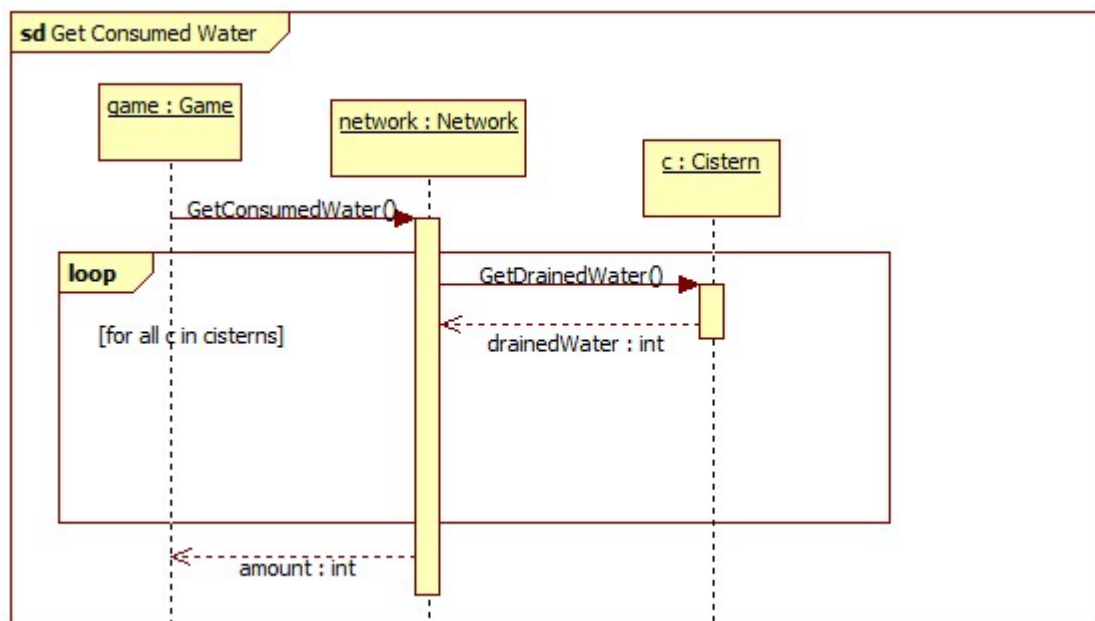 sd Get Consumed Water
game : Game
network : Network
c : Cistern
GetConsumedWater()
loop
GetDrainedWater()
[for all c in cisterns]
drainedWater : int
amount : int